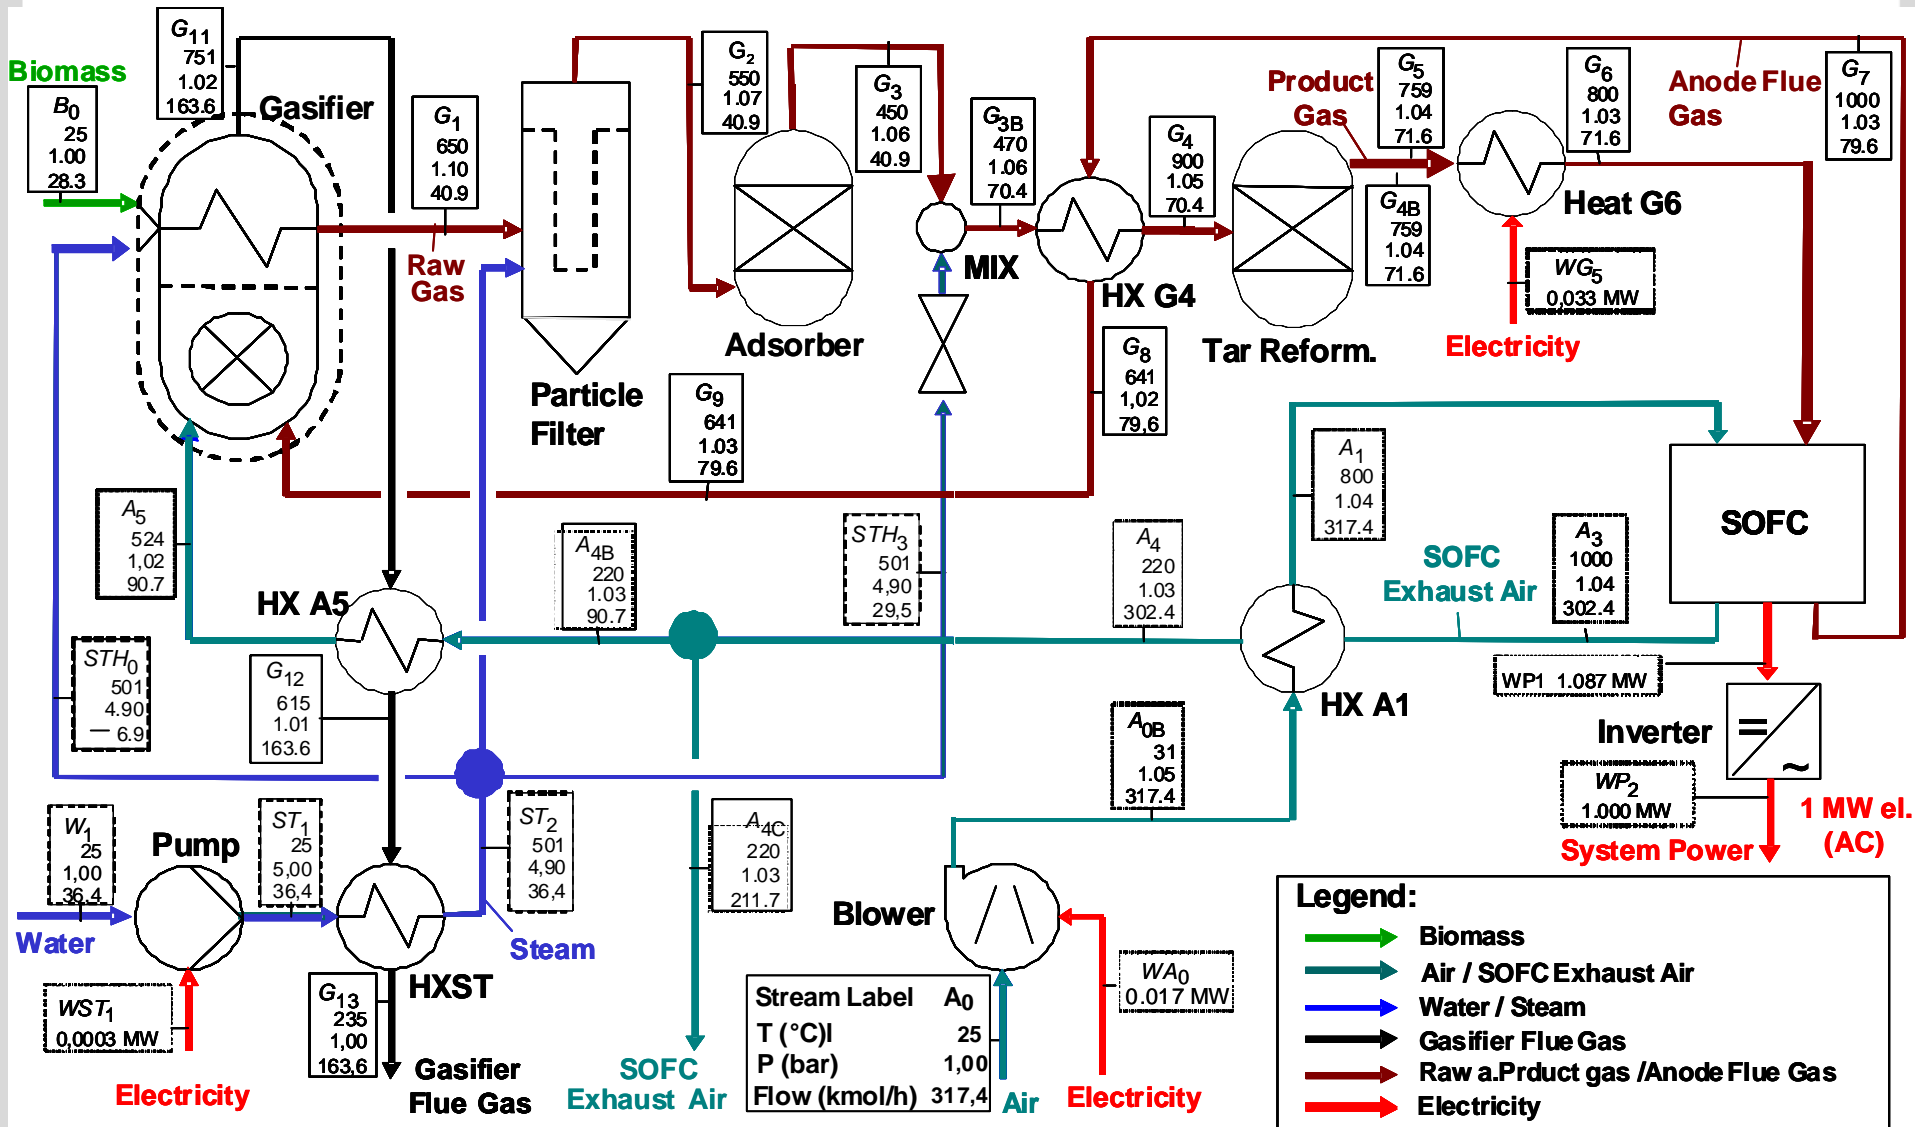 G11
751
1.02
163.6
Biomass
B0
25
1.00
28.3
Gasifier
G1
650
1.10
40.9
Raw
Gas
G2
550
1.07
40.9
G3
450
1.06
40.9
G3B
470
1.06
70.4
G4
900
1.05
70.4
Product
Gas
G5
759
1.04
71.6
G4B
759
1.04
71.6
G6
800
1.03
71.6
Anode Flue
Gas
G7
1000
1.03
79.6
Heat G6
WG5
0,033 MW
Electricity
MIX
HX G4
Tar Reform.
Adsorber
Particle
Filter
G8
641
1,02
79,6
G9
641
1.03
79.6
A1
800
1.04
317.4
A5
524
1,02
90.7
HX A5
A4B
220
1.03
90.7
STH3
501
4,90
29,5
A4
220
1.03
302.4
SOFC
Exhaust Air
A3
1000
1.04
302.4
SOFC
STH0
501
4.90
6.9
G12
615
1.01
163.6
HX A1
A0B
31
1.05
317.4
WP1 1.087 MW
Inverter
=
~
WP2
1.000 MW
1 MW el.
(AC)
System Power
W1
25
1,00
36.4
Water
Pump
ST1
25
5,00
36,4
ST2
501
4,90
36,4
Steam
HXST
WST1
0,0003 MW
Electricity
G13
235
1,00
163,6
Gasifier
Flue Gas
A4C
220
1.03
211.7
SOFC
Exhaust Air
Blower
WA0
0.017 MW
Electricity
Stream Label A0
T (°C)l 25
P (bar) 1,00
Flow (kmol/h) 317,4
Air
Legend:
Biomass
Air / SOFC Exhaust Air
Water / Steam
Gasifier Flue Gas
Raw a.Prduct gas /Anode Flue Gas
Electricity